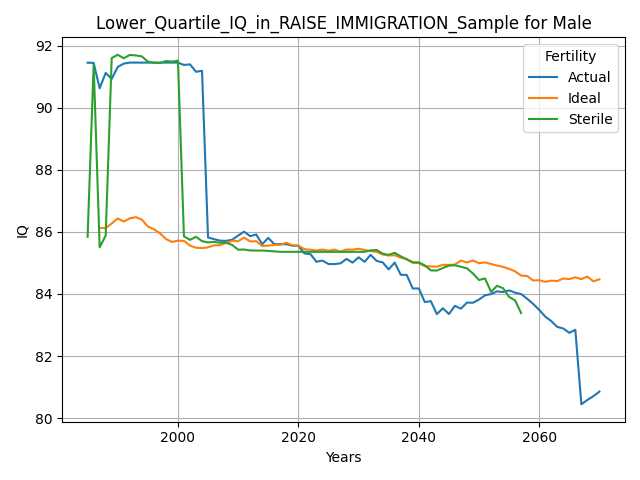 Lower_Quartile_IQ_in_RAISE_IMMIGRATION_Sample for Male
Fertility
Actual
Ideal
Sterile
IQ
92
90
88
86
84
82
80
2000
2020
2040
2060
Years